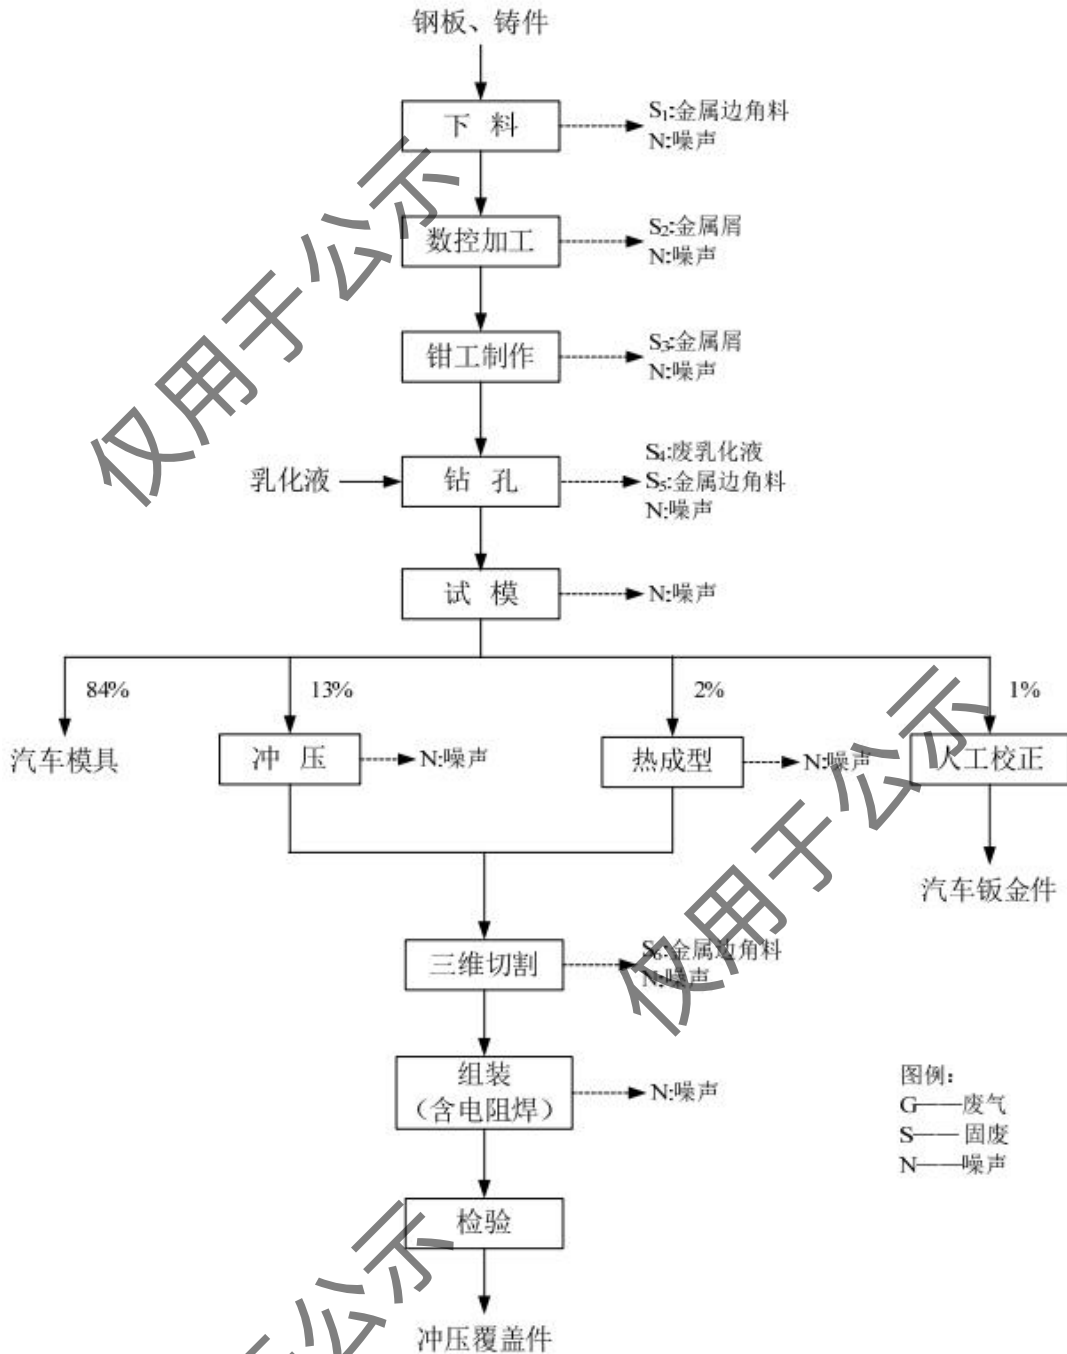 钢板、铸件
下 料
S₁:金属边角料
N:噪声
数控加工
S₂:金属屑
N:噪声
钳工制作
S₃:金属屑
N:噪声
乳化液
钻 孔
S₄:废乳化液
S₅:金属边角料
N:噪声
试 模
N:噪声
84%
13%
2%
1%
汽车模具
冲 压
N:噪声
热成型
N:噪声
人工校正
汽车钣金件
三维切割
S₆:金属边角料
N:噪声
组装
（含电阻焊）
N:噪声
图例：
G——废气
S——固废
N——噪声
检验
冲压覆盖件
仅用于公示
仅用于公示
于公示